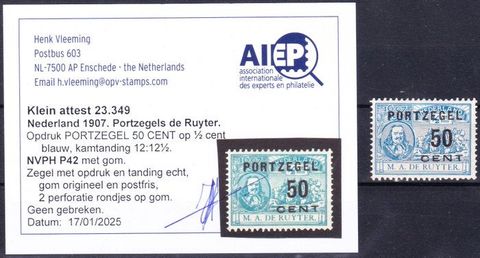 Henk Vleeming
Postbus 603
NL-7500 AP Enschede - the Netherlands
Email h.vleeming@opv-stamps.com
AIEP
association
internationale
des experts en philatelie
Klein attest 23.349
Nederland 1907. Portzegels de Ruyter.
Opdruk PORTZEGEL 50 CENT op ½ cent
blauw, kamtanding 12:12½.
NVPH P42 met gom.
Zegel met opdruk en tanding echt,
gom origineel en postfris,
2 perforatie rondjes op gom.
Geen gebreken.
Datum: 17/01/2025
PORTZEGEL
50
CENT
M. A. DE RUYTER.
PORTZEGEL
50
CENT
M. A. DE RUYTER.